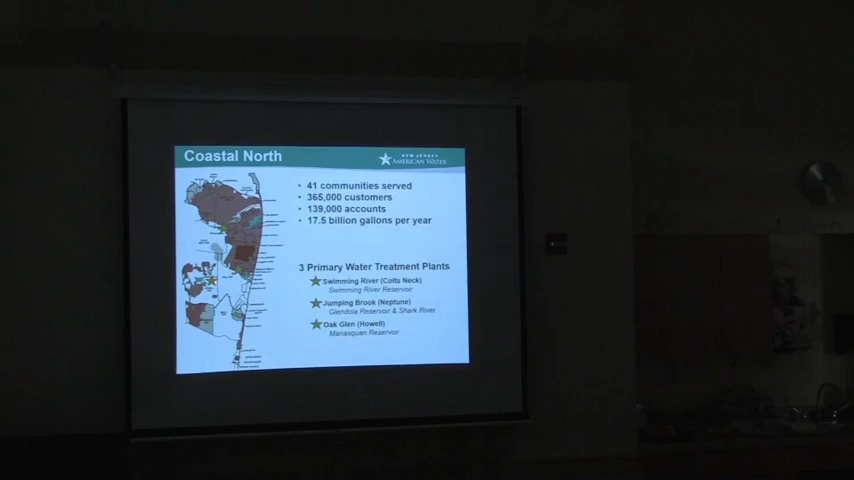 Coastal North
NEW JERSEY
AMERICAN WATER
• 41 communities served
• 365,000 customers
• 139,000 accounts
• 17.5 billion gallons per year
3 Primary Water Treatment Plants
Swimming River (Colts Neck)
Swimming River Reservoir
Jumping Brook (Neptune)
Glendola Reservoir & Shark River
Oak Glen (Howell)
Manasquan Reservoir